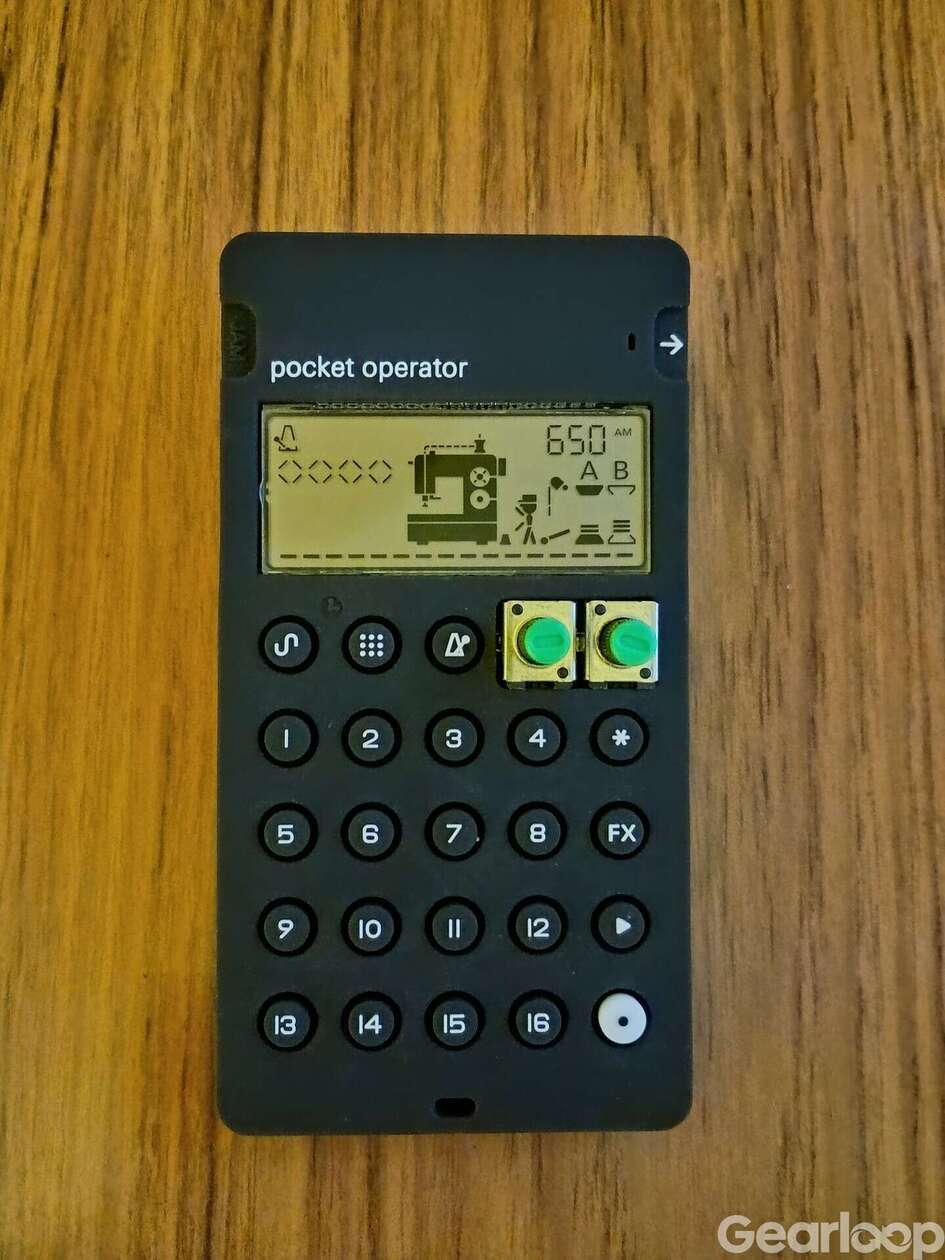 JAM
pocket operator
→
650 AM
A B
1 2 3 4 *
5 6 7 8 FX
9 10 11 12
13 14 15 16
Gearloop